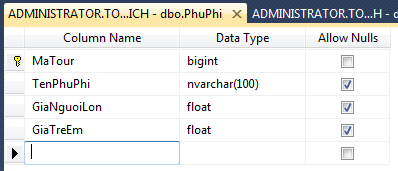 ADMINISTRATOR.TO...ICH - dbo.PhuPhi ADMINISTRATOR.TO...H - d
Column Name Data Type Allow Nulls
MaTour bigint
TenPhuPhi nvarchar(100)
GiaNguoiLon float
GiaTreEm float